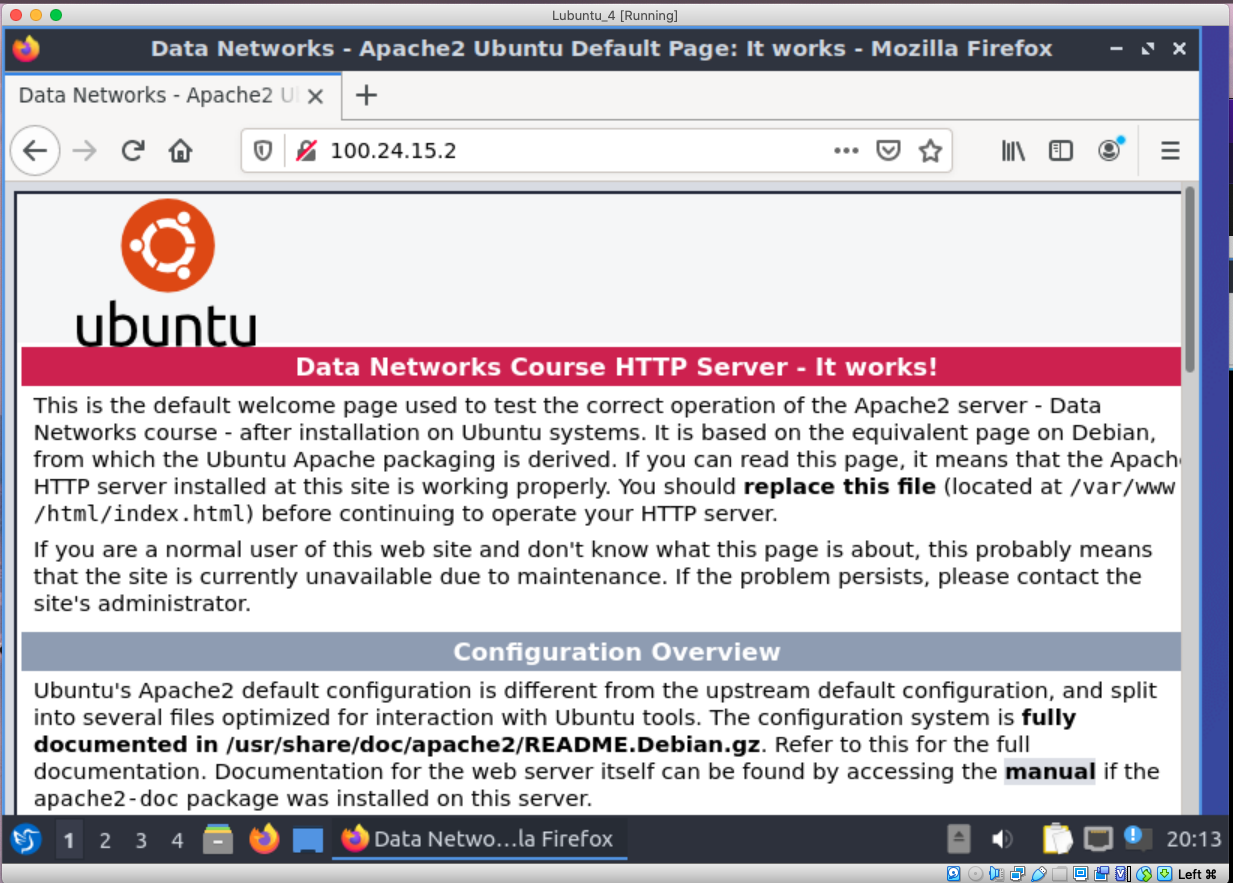 Lubuntu_4 [Running]
Data Networks - Apache2 Ubuntu Default Page: It works - Mozilla Firefox
Data Networks - Apache2 U
100.24.15.2
ubuntu
Data Networks Course HTTP Server - It works!
This is the default welcome page used to test the correct operation of the Apache2 server - Data
Networks course - after installation on Ubuntu systems. It is based on the equivalent page on Debian,
from which the Ubuntu Apache packaging is derived. If you can read this page, it means that the Apach
HTTP server installed at this site is working properly. You should replace this file (located at /var/www
/html/index.html) before continuing to operate your HTTP server.
If you are a normal user of this web site and don't know what this page is about, this probably means
that the site is currently unavailable due to maintenance. If the problem persists, please contact the
site's administrator.
Configuration Overview
Ubuntu's Apache2 default configuration is different from the upstream default configuration, and split
into several files optimized for interaction with Ubuntu tools. The configuration system is fully
documented in /usr/share/doc/apache2/README.Debian.gz. Refer to this for the full
documentation. Documentation for the web server itself can be found by accessing the manual if the
apache2-doc package was installed on this server.
1 2 3 4 Data Netwo...la Firefox 20:13
Left ⌘